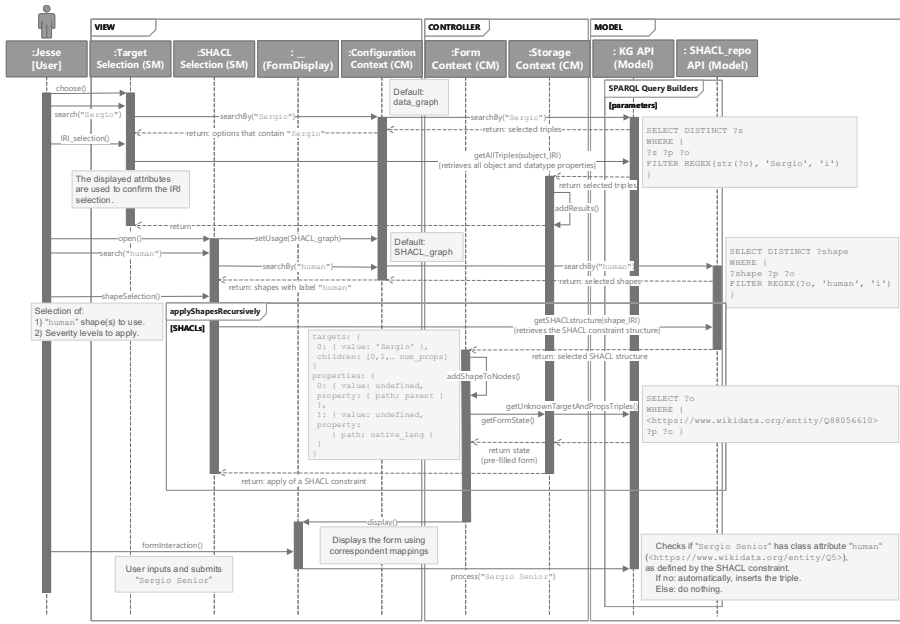 VIEW
CONTROLLER
MODEL
:Jesse
[User]
:Target
Selection (SM)
:SHACL
Selection (SM)
: __
(FormDisplay)
:Configuration
Context (CM)
:Form
Context (CM)
:Storage
Context (CM)
: KG API
(Model)
: SHACL_repo
API (Model)
choose()
Default:
data_graph
SPARQL Query Builders
[parameters]
search("Sergio")
searchBy("Sergio")
searchBy("Sergio")
return: options that contain "Sergio"
return: selected triples
SELECT DISTINCT ?s
WHERE {
?s ?p ?o
FILTER REGEX(str(?o), 'Sergio', 'i')
}
IRI_selection()
getAllTriples(subject_IRI)
(retrieves all object and datatype properties)
The displayed attributes
are used to confirm the IRI
selection.
return selected triples
addResults()
return
open()
setUsage(SHACL_graph)
Default:
SHACL_graph
search("human")
searchBy("human")
searchBy("human")
return: shapes with label "human"
return: selected shapes
SELECT DISTINCT ?shape
WHERE {
?shape ?p ?o
FILTER REGEX(?o, 'human', 'i')
}
shapeSelection()
Selection of:
1) "human" shape(s) to use.
2) Severity levels to apply.
applyShapesRecursively
[SHACLs]
getSHACLstructure(shape_IRI)
(retrieves the SHACL constraint structure)
targets: {
0: { value: 'Sergio' },
children: [0,1,… num_props]
}
properties: {
0: { value: undefined,
property: { path: parent }
},
1: { value: undefined,
property:
{ path: native_lang }
}
}
return: selected SHACL structure
addShapeToNodes()
getUnknownTargetAndPropsTriples()
getFormState()
SELECT ?o
WHERE {
<https://www.wikidata.org/entity/Q88056610>
?p ?o }
return state
(pre-filled form)
return: apply of a SHACL constraint
display()
Displays the form using
correspondent mappings
formInteraction()
User inputs and submits
"Sergio Senior"
process("Sergio Senior")
Checks if "Sergio Senior" has class attribute "human"
(<https://www.wikidata.org/entity/Q5>),
as defined by the SHACL constraint.
If no: automatically, inserts the triple.
Else: do nothing.